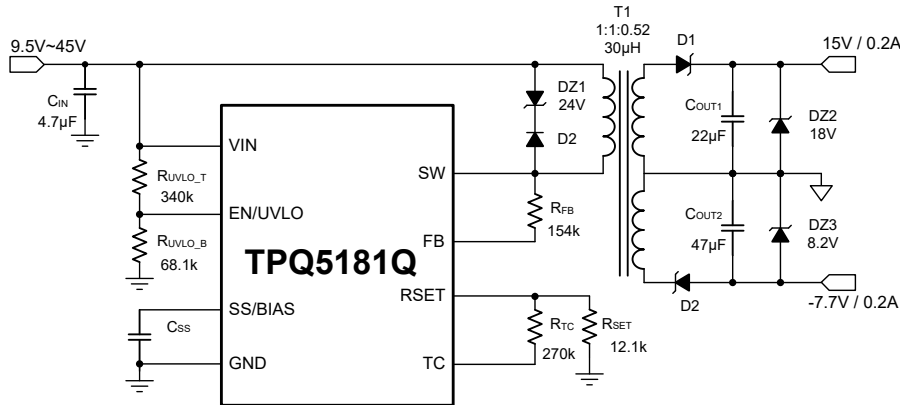 T1
1:1:0.52
30µH
9.5V~45V
D1
15V / 0.2A
CIN
4.7µF
DZ1
24V
D2
COUT1
22µF
DZ2
18V
VIN
RUVLO_T
340k
SW
EN/UVLO
RFB
154k
RUVLO_B
68.1k
FB
COUT2
47µF
DZ3
8.2V
TPQ5181Q
RSET
D2
-7.7V / 0.2A
SS/BIAS
CSS
RTC
270k
RSET
12.1k
GND
TC